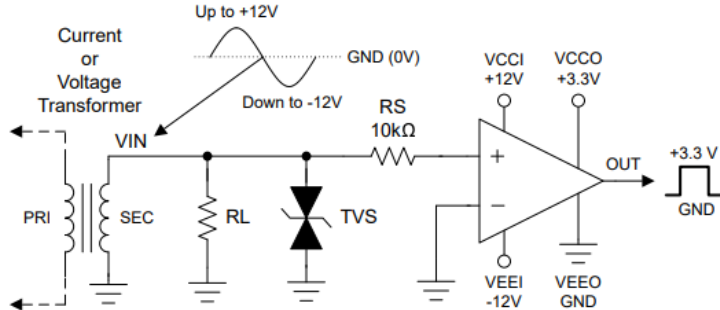 Up to +12V
Current
or
Voltage
Transformer
GND (0V)
Down to -12V
VIN
RS
10kΩ
VCCI
+12V
VCCO
+3.3V
PRI
SEC
RL
TVS
+
−
OUT
+3.3 V
GND
VEEI
-12V
VEEO
GND